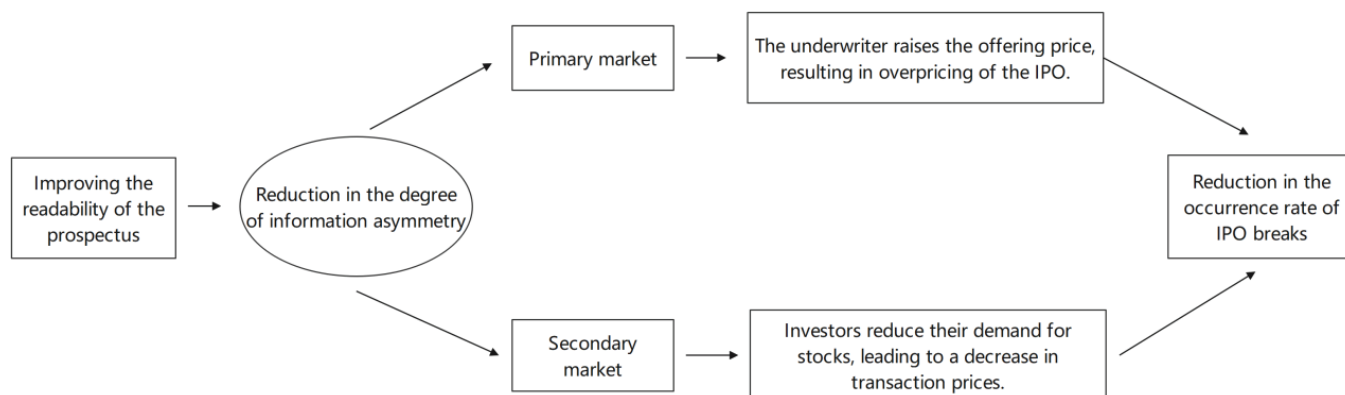 Improving the
readability of the
prospectus
Reduction in the degree
of information asymmetry
Primary market
The underwriter raises the offering price,
resulting in overpricing of the IPO.
Secondary
market
Investors reduce their demand for
stocks, leading to a decrease in
transaction prices.
Reduction in the
occurrence rate of
IPO breaks